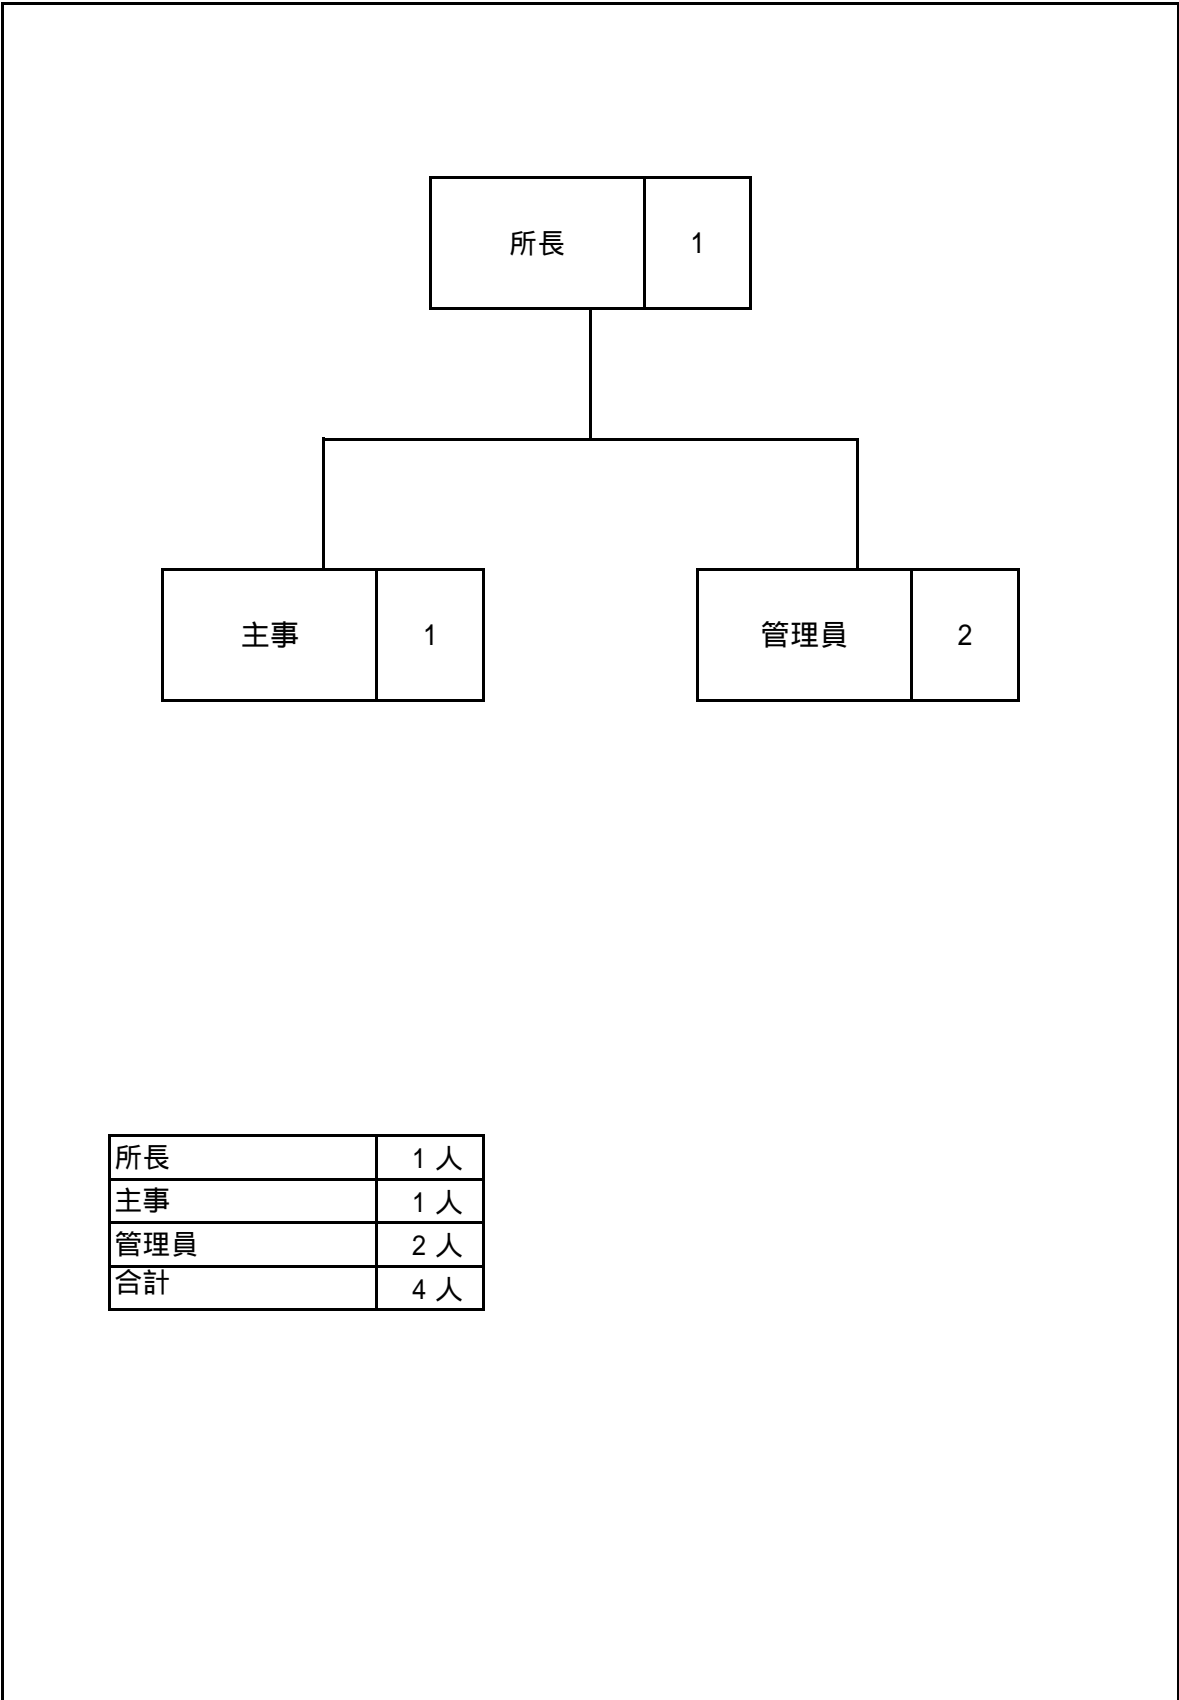 所長 1
主事 1 管理員 2
所長 1 人
主事 1 人
管理員 2 人
合計 4 人